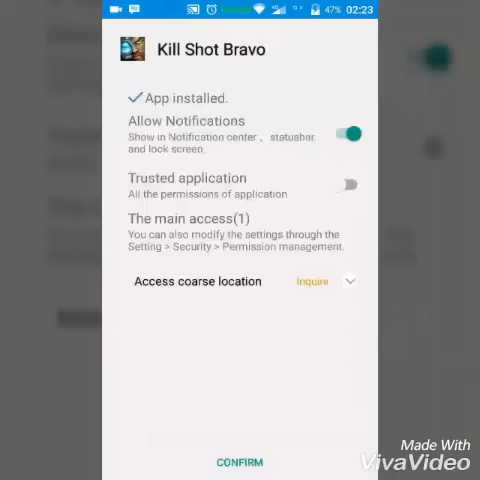 47% 02:23
Kill Shot Bravo
App installed.
Allow Notifications
Show in Notification center , statusbar
and lock screen.
Trusted application
All the permissions of application
The main access(1)
You can also modify the settings through the
Setting > Security > Permission management.
Access coarse location Inquire
CONFIRM
Made With
VivaVideo